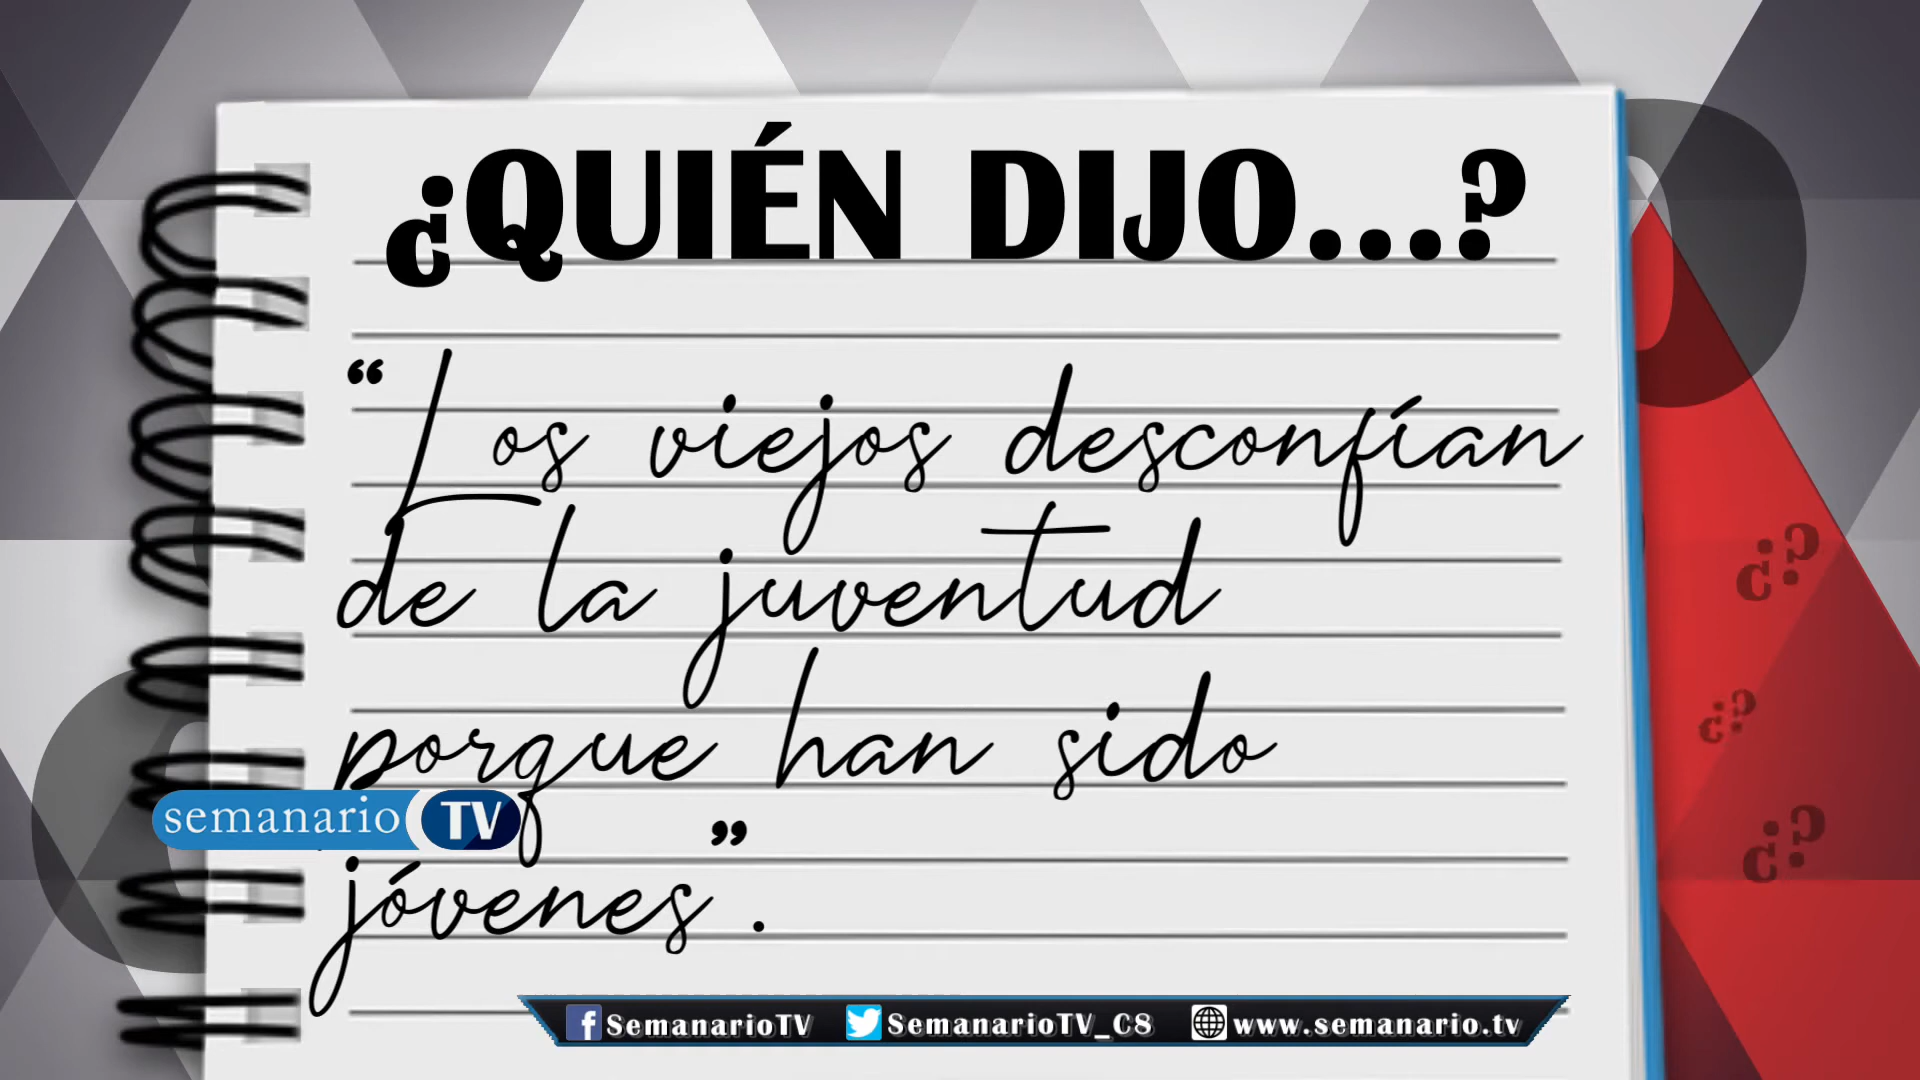 ¿QUIÉN DIJO...?
“Los viejos desconfían
de la juventud
porque han sido
jóvenes”.
semanario TV
SemanarioTV SemanarioTV_C8 www.semanario.tv
¿?
¿?
¿?